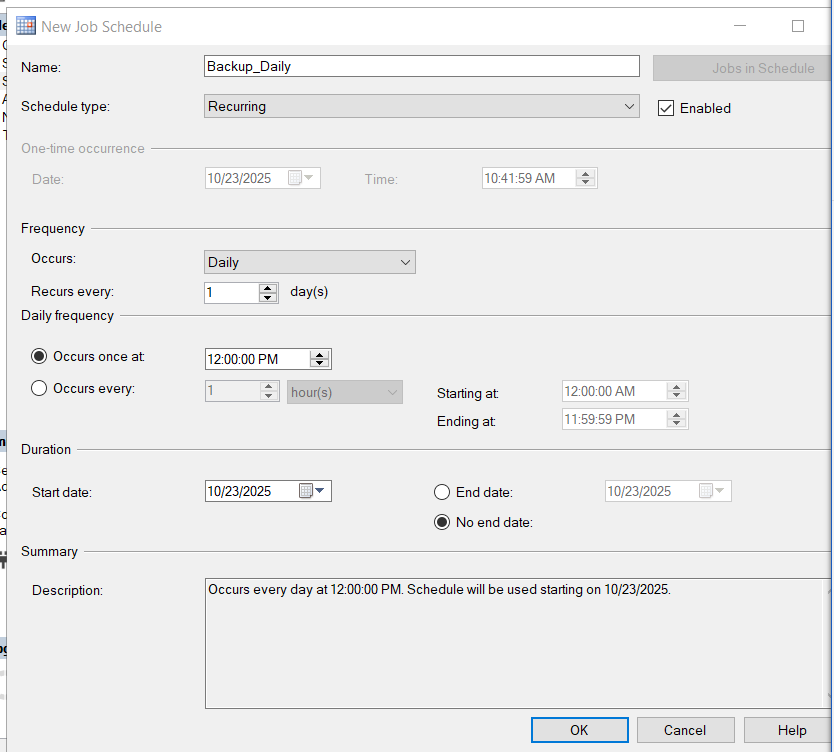 New Job Schedule
Name: Backup_Daily Jobs in Schedule
Schedule type: Recurring Enabled
One-time occurrence
Date: 10/23/2025 Time: 10:41:59 AM
Frequency
Occurs: Daily
Recurs every: 1 day(s)
Daily frequency
Occurs once at: 12:00:00 PM
Occurs every: 1 hour(s) Starting at: 12:00:00 AM
Ending at: 11:59:59 PM
Duration
Start date: 10/23/2025 End date: 10/23/2025
No end date:
Summary
Description: Occurs every day at 12:00:00 PM. Schedule will be used starting on 10/23/2025.
OK Cancel Help